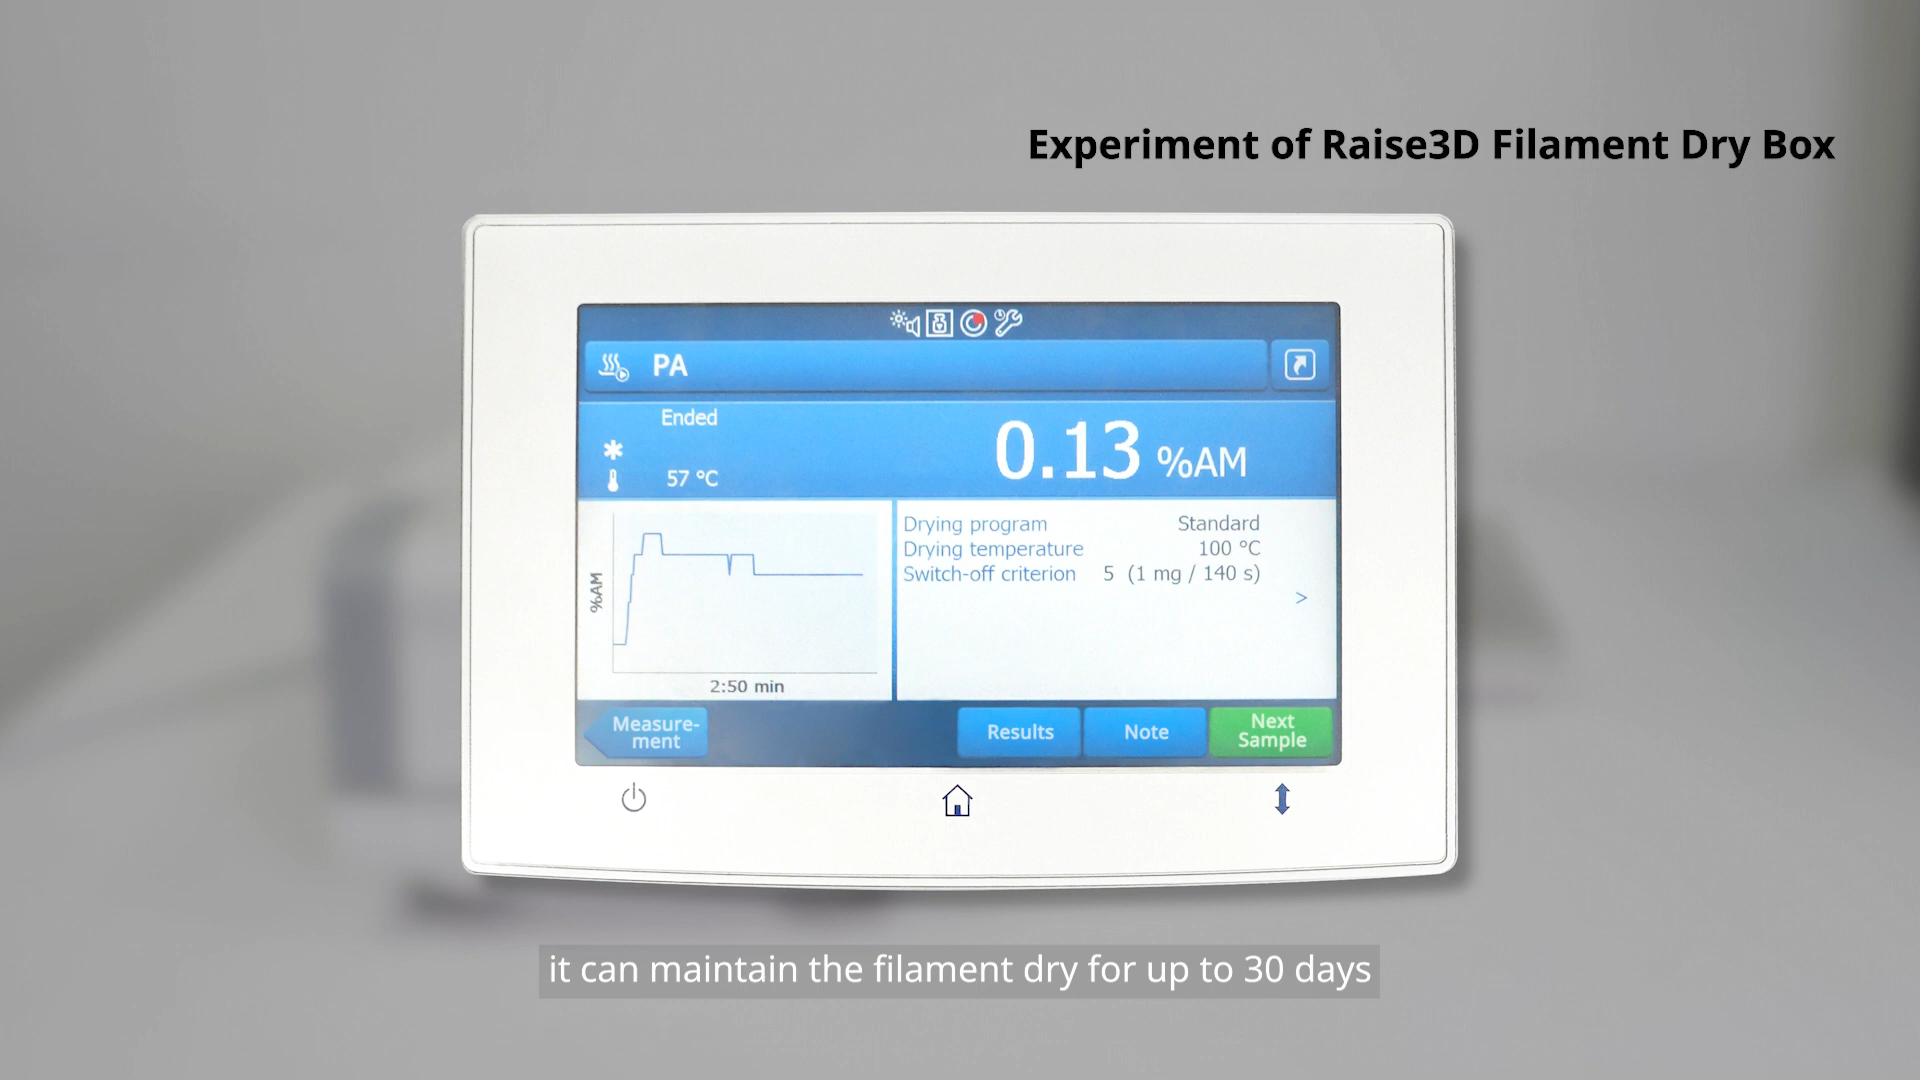 Experiment of Raise3D Filament Dry Box
PA
Ended
57 °C
0.13 %AM
%AM
2:50 min
Drying program Standard
Drying temperature 100 °C
Switch-off criterion 5 (1 mg / 140 s)
>
Measure-
ment
Results
Note
Next
Sample
it can maintain the filament dry for up to 30 days